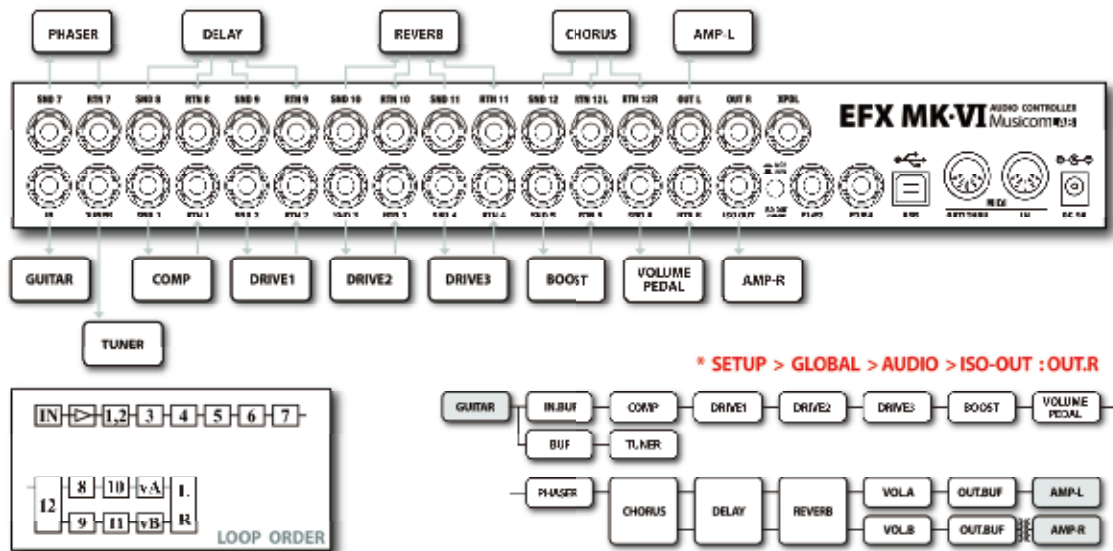 PHASER DELAY REVERB CHORUS AMP-L
SND 7 RTN 7 SND 8 RTN 8 SND 9 RTN 9 SND 10 RTN 10 SND 11 RTN 11 SND 12 RTN 12L RTN 12R OUT L OUT R XPDL
EFX MK·VI AUDIO CONTROLLER
Musicom LAB
IN TUNER SND 1 RTN 1 SND 2 RTN 2 SND 3 RTN 3 SND 4 RTN 4 SND 5 RTN 5 SND 6 RTN 6 ISO OUT USB MIDI IN
GUITAR COMP DRIVE1 DRIVE2 DRIVE3 BOOST VOLUME PEDAL AMP-R
TUNER
* SETUP > GLOBAL > AUDIO > ISO-OUT : OUT.R
IN 1,2 3 4 5 6 7
12 8 10 vA L
9 11 vB R
LOOP ORDER
GUITAR IN.BUF COMP DRIVE1 DRIVE2 DRIVE3 BOOST VOLUME PEDAL
BUF TUNER
PHASER CHORUS DELAY REVERB VOL.A OUT.BUF AMP-L
VOL.B OUT.BUF AMP-R